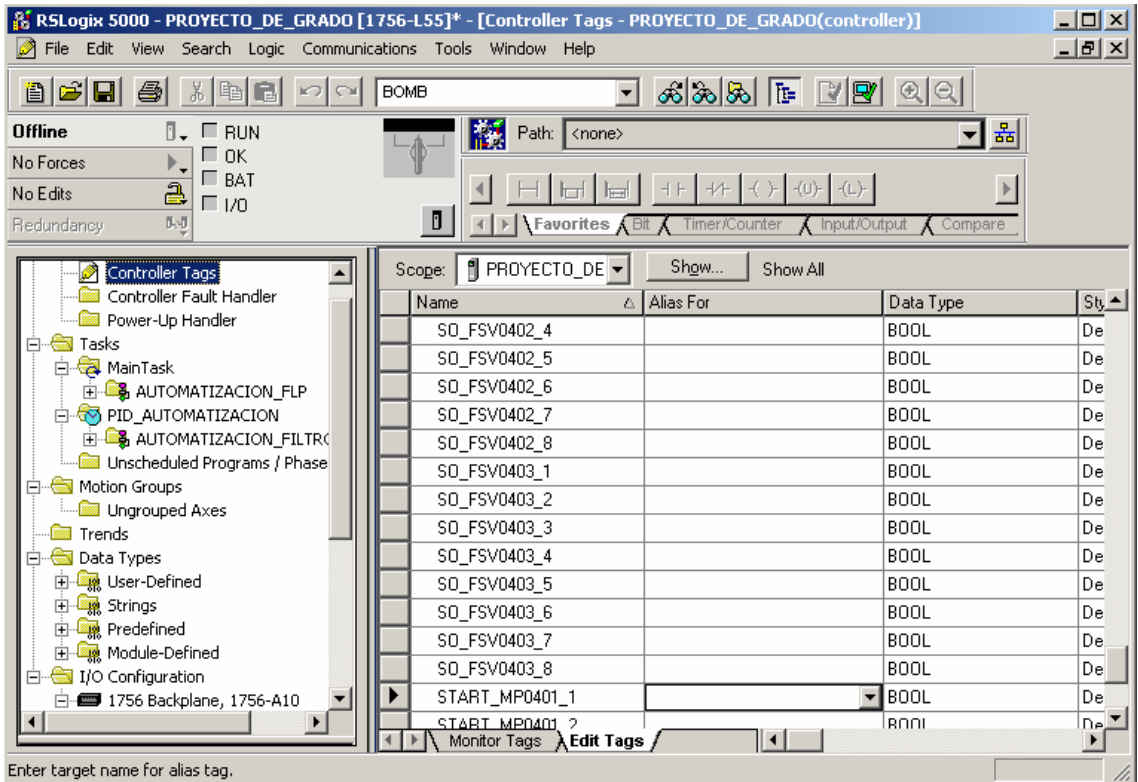 RSLogix 5000 - PROYECTO_DE_GRADO [1756-L55]* - [Controller Tags - PROYECTO_DE_GRADO(controller)]
File Edit View Search Logic Communications Tools Window Help
BOMB
Offline
RUN
Path: <none>
No Forces
OK
No Edits
BAT
I/O
Redundancy
Favorites Bit Timer/Counter Input/Output Compare
Controller Tags
Controller Fault Handler
Power-Up Handler
Tasks
MainTask
AUTOMATIZACION_FLP
PID_AUTOMATIZACION
AUTOMATIZACION_FILTRO
Unscheduled Programs / Phase
Motion Groups
Ungrouped Axes
Trends
Data Types
User-Defined
Strings
Predefined
Module-Defined
I/O Configuration
1756 Backplane, 1756-A10
Scope: PROYECTO_DE Show... Show All
Name Alias For Data Type Sty
SO_FSV0402_4 BOOL De
SO_FSV0402_5 BOOL De
SO_FSV0402_6 BOOL De
SO_FSV0402_7 BOOL De
SO_FSV0402_8 BOOL De
SO_FSV0403_1 BOOL De
SO_FSV0403_2 BOOL De
SO_FSV0403_3 BOOL De
SO_FSV0403_4 BOOL De
SO_FSV0403_5 BOOL De
SO_FSV0403_6 BOOL De
SO_FSV0403_7 BOOL De
SO_FSV0403_8 BOOL De
START_MP0401_1 BOOL De
START_MP0401_2 BOOL De
Monitor Tags Edit Tags
Enter target name for alias tag.